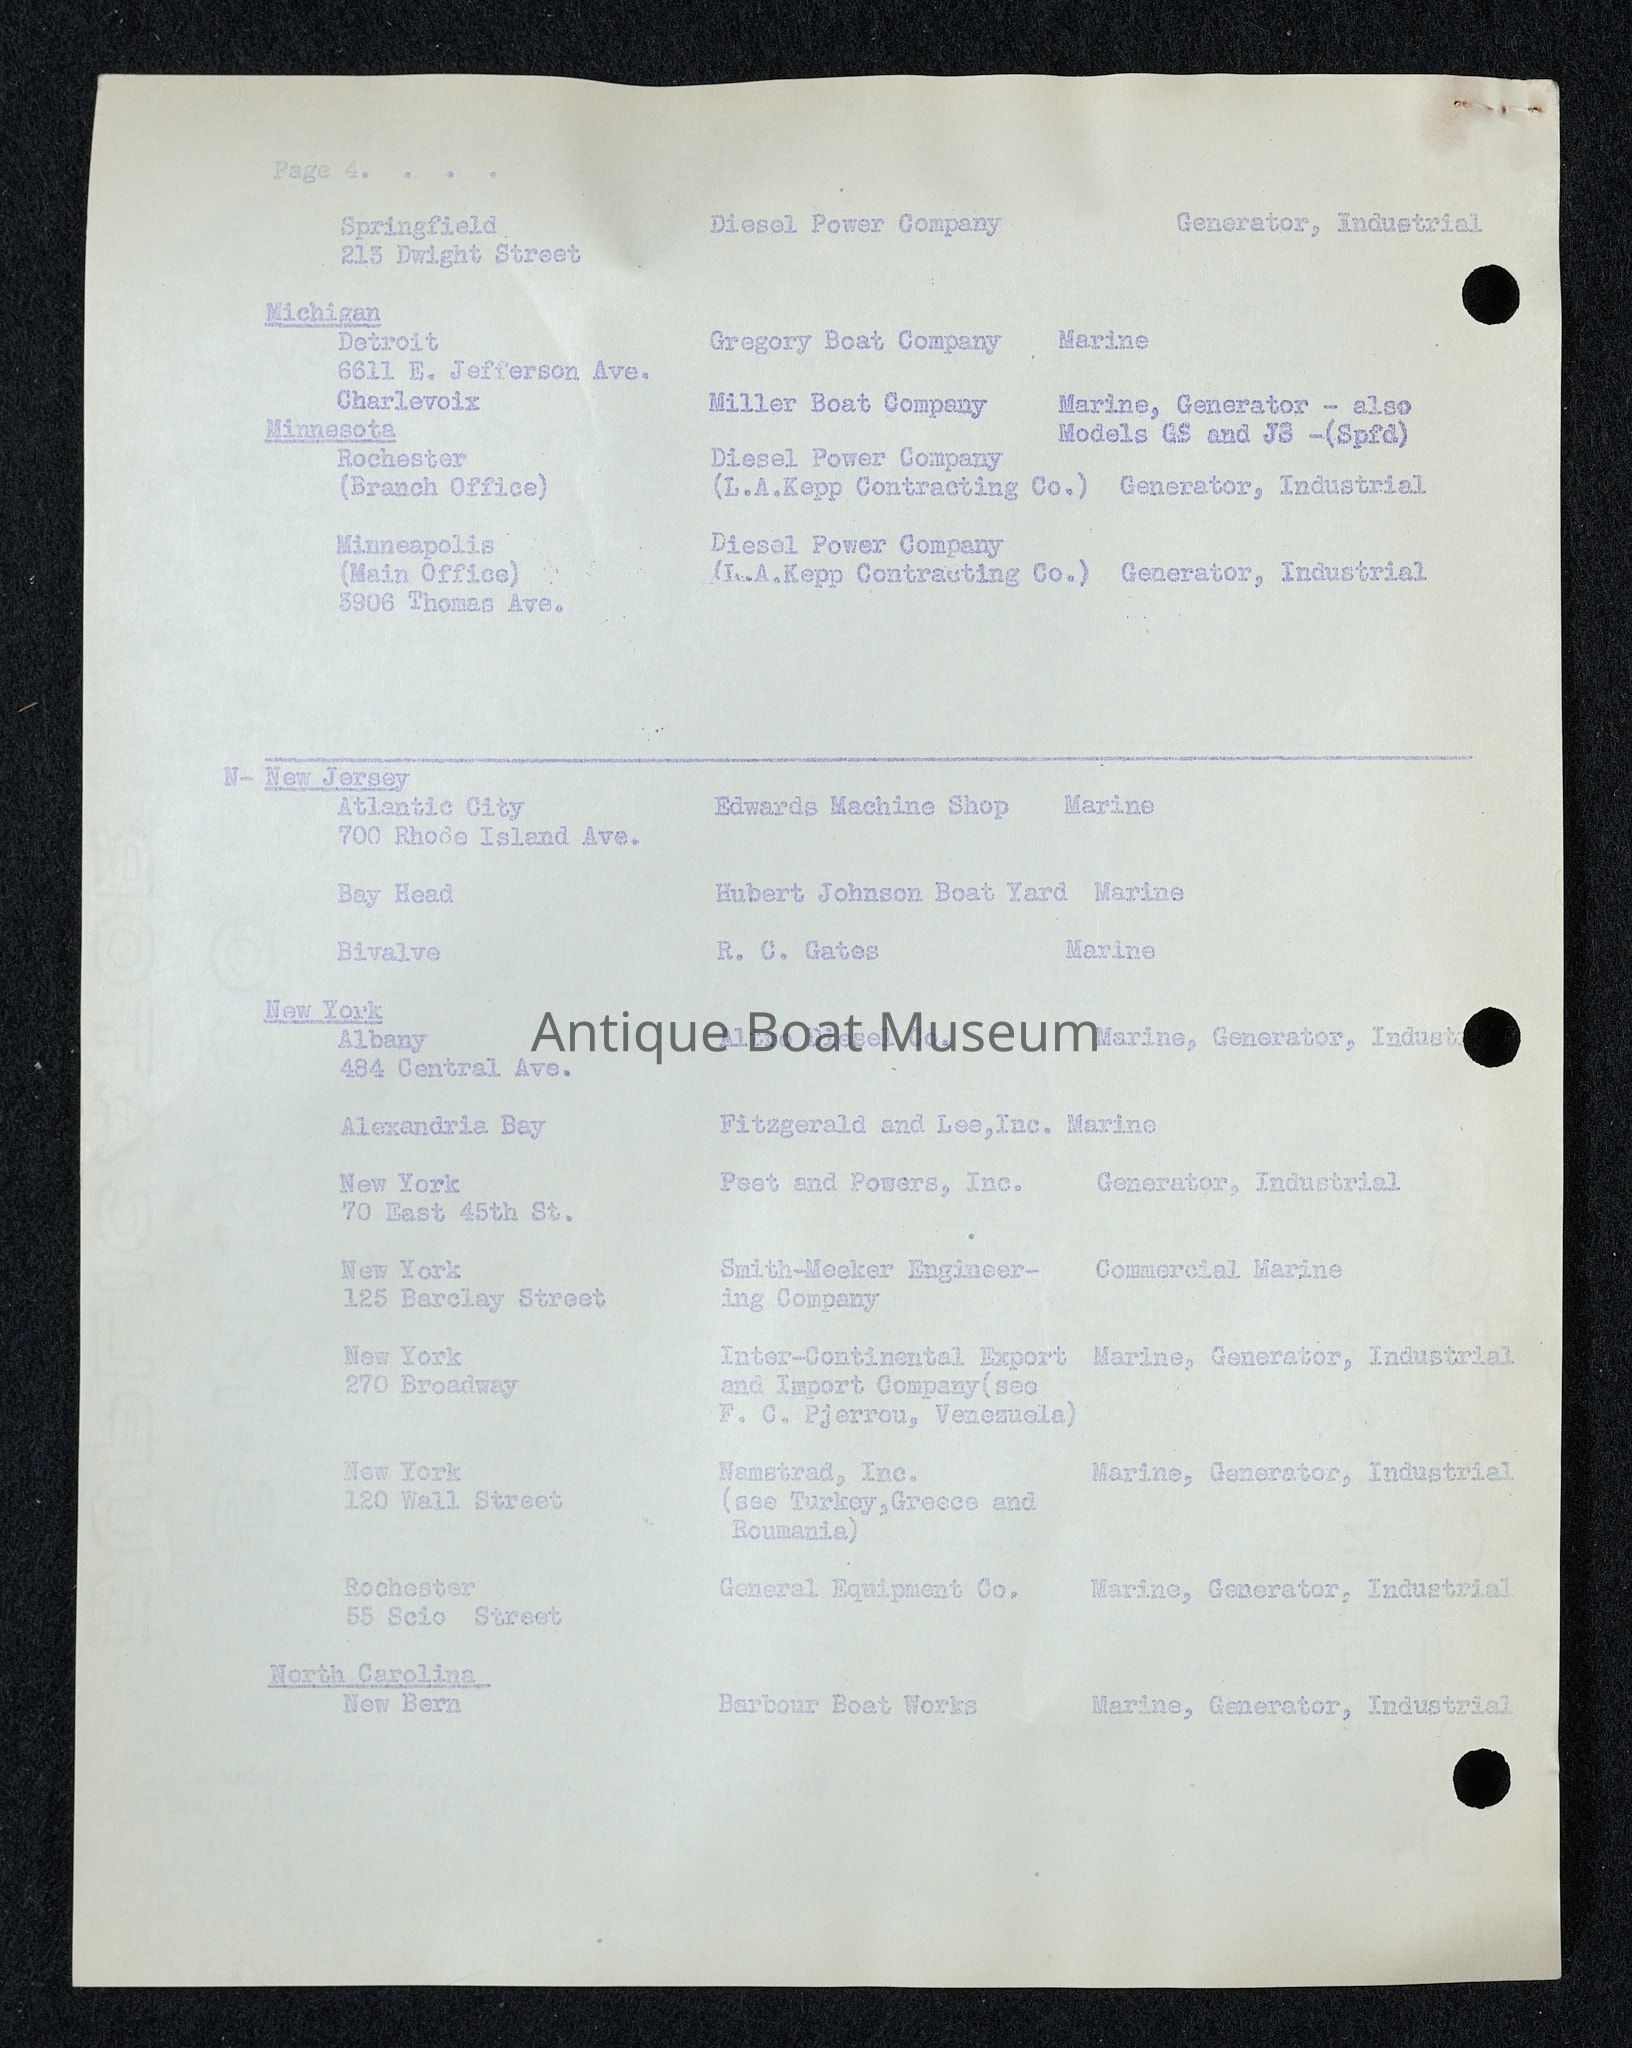 Page 4. . . .
Springfield Diesel Power Company Generator, Industrial
213 Dwight Street
Michigan
Detroit Gregory Boat Company Marine
6611 E. Jefferson Ave.
Charlevoix Miller Boat Company Marine, Generator - also
Minnesota Models GS and JS -(Spfd)
Rochester Diesel Power Company
(Branch Office) (L.A.Kepp Contracting Co.) Generator, Industrial
Minneapolis Diesel Power Company
(Main Office) (L.A.Kepp Contracting Co.) Generator, Industrial
3906 Thomas Ave.
N- New Jersey
Atlantic City Edwards Machine Shop Marine
700 Rhode Island Ave.
Bay Head Hubert Johnson Boat Yard Marine
Bivalve R. C. Gates Marine
New York
Albany Diesel Co. Marine, Generator,
Antique Boat Museum
484 Central Ave.
Alexandria Bay Fitzgerald and Lee,Inc. Marine
New York Peet and Powers, Inc. Generator, Industrial
70 East 45th St.
New York Smith-Meeker Engineer- Commercial Marine
125 Barclay Street ing Company
New York Inter-Continental Export Marine, Generator, Industrial
270 Broadway and Import Company(see
F. C. Pjerrou, Venezuela)
New York Namstrad, Inc. Marine, Generator, Industrial
120 Wall Street (see Turkey,Greece and
Roumania)
Rochester General Equipment Co. Marine, Generator, Industrial
55 Scio Street
North Carolina
New Bern Barbour Boat Works Marine, Generator, Industrial